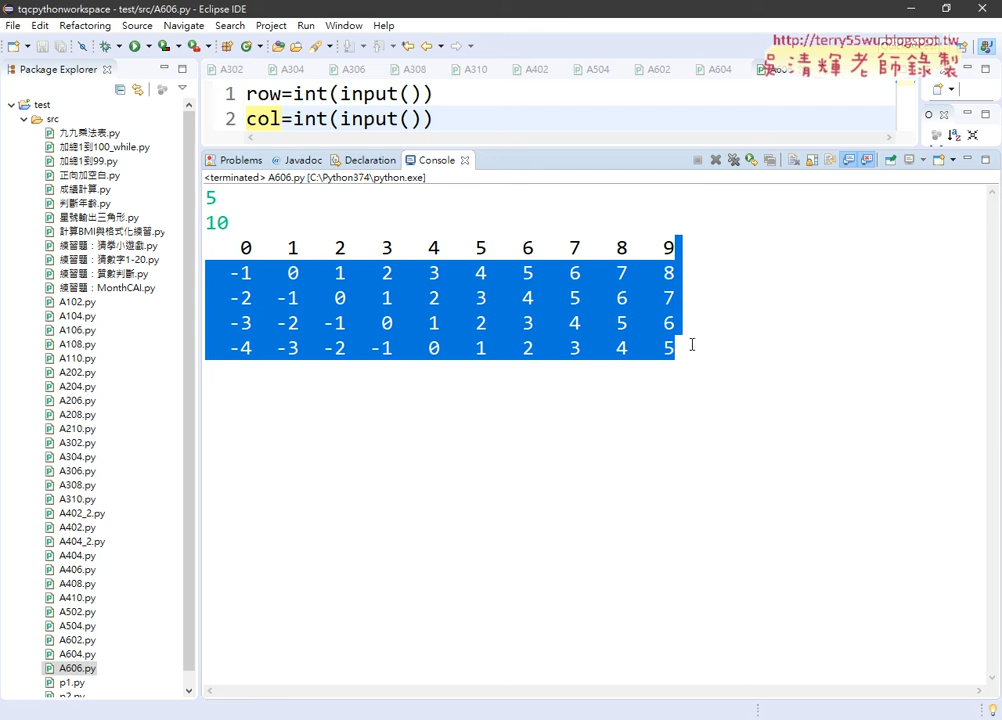 tqcpythonworkspace - test/src/A606.py - Eclipse IDE
File Edit Refactoring Source Navigate Search Project Run Window Help
http://terry55wu.blogspot.tw
吳清輝老師錄製
Package Explorer
A302 A304 A306 A308 A310 A402 A504 A602 A604
test
src
九九乘法表.py
加總1到100_while.py
加總1到99.py
正向加空白.py
成績計算.py
判斷年齡.py
星號輸出三角形.py
計算BMI與格式化練習.py
練習題：猜拳小遊戲.py
練習題：猜數字1-20.py
練習題：質數判斷.py
練習題：MonthCAI.py
A102.py
A104.py
A106.py
A108.py
A110.py
A202.py
A204.py
A206.py
A208.py
A210.py
A302.py
A304.py
A306.py
A308.py
A310.py
A402_2.py
A402.py
A404_2.py
A404.py
A406.py
A408.py
A410.py
A502.py
A504.py
A602.py
A604.py
A606.py
p1.py
1 row=int(input())
2 col=int(input())
Problems Javadoc Declaration Console
<terminated> A606.py [C:\Python374\python.exe]
5
10
0 1 2 3 4 5 6 7 8 9
-1 0 1 2 3 4 5 6 7 8
-2 -1 0 1 2 3 4 5 6 7
-3 -2 -1 0 1 2 3 4 5 6
-4 -3 -2 -1 0 1 2 3 4 5